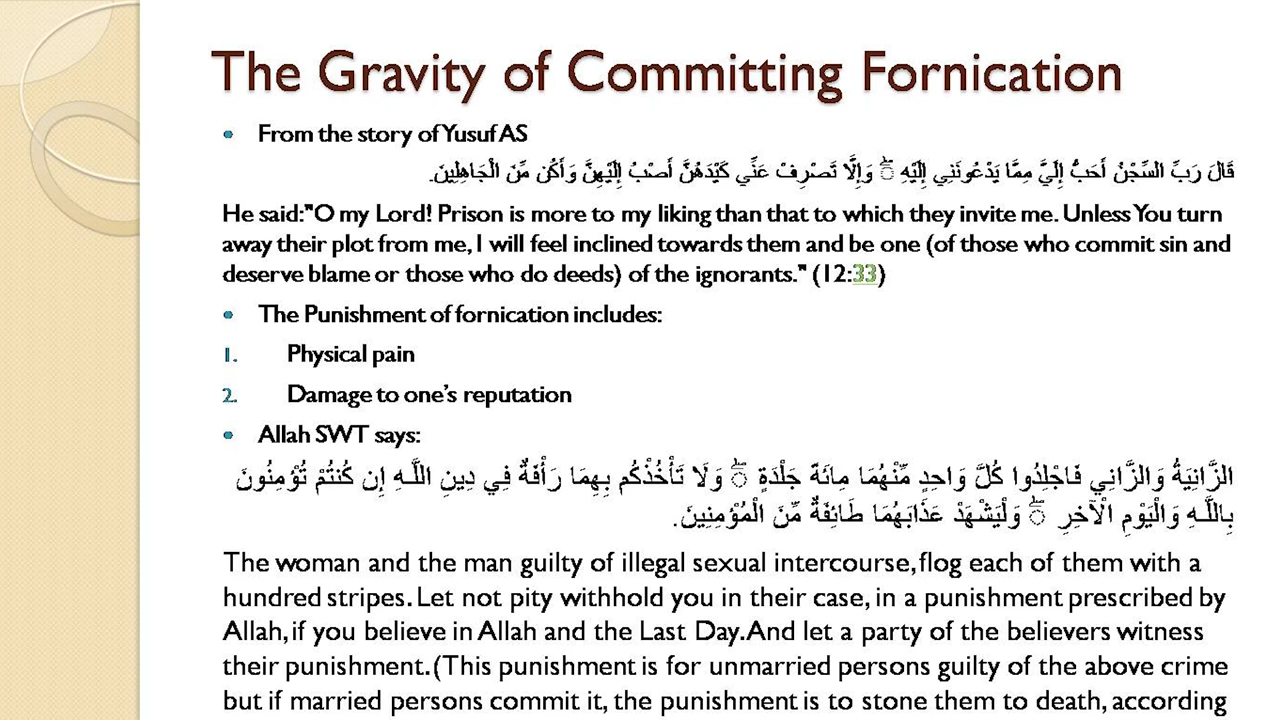 The Gravity of Committing Fornication
• From the story of Yusuf AS
قَالَ رَبِّ السِّجْنُ أَحَبُّ إِلَيَّ مِمَّا يَدْعُونَنِي إِلَيْهِ ۖ وَإِلَّا تَصْرِفْ عَنِّي كَيْدَهُنَّ أَصْبُ إِلَيْهِنَّ وَأَكُن مِّنَ الْجَاهِلِينَ.
He said:"O my Lord! Prison is more to my liking than that to which they invite me. Unless You turn
away their plot from me, I will feel inclined towards them and be one (of those who commit sin and
deserve blame or those who do deeds) of the ignorants." (12:33)
• The Punishment of fornication includes:
1. Physical pain
2. Damage to one's reputation
• Allah SWT says:
الزَّانِيَةُ وَالزَّانِي فَاجْلِدُوا كُلَّ وَاحِدٍ مِّنْهُمَا مِائَةَ جَلْدَةٍ ۖ وَلَا تَأْخُذْكُم بِهِمَا رَأْفَةٌ فِي دِينِ اللَّـهِ إِن كُنتُمْ تُؤْمِنُونَ
بِاللَّـهِ وَالْيَوْمِ الْآخِرِ ۖ وَلْيَشْهَدْ عَذَابَهُمَا طَائِفَةٌ مِّنَ الْمُؤْمِنِينَ.
The woman and the man guilty of illegal sexual intercourse, flog each of them with a
hundred stripes. Let not pity withhold you in their case, in a punishment prescribed by
Allah, if you believe in Allah and the Last Day. And let a party of the believers witness
their punishment. (This punishment is for unmarried persons guilty of the above crime
but if married persons commit it, the punishment is to stone them to death, according